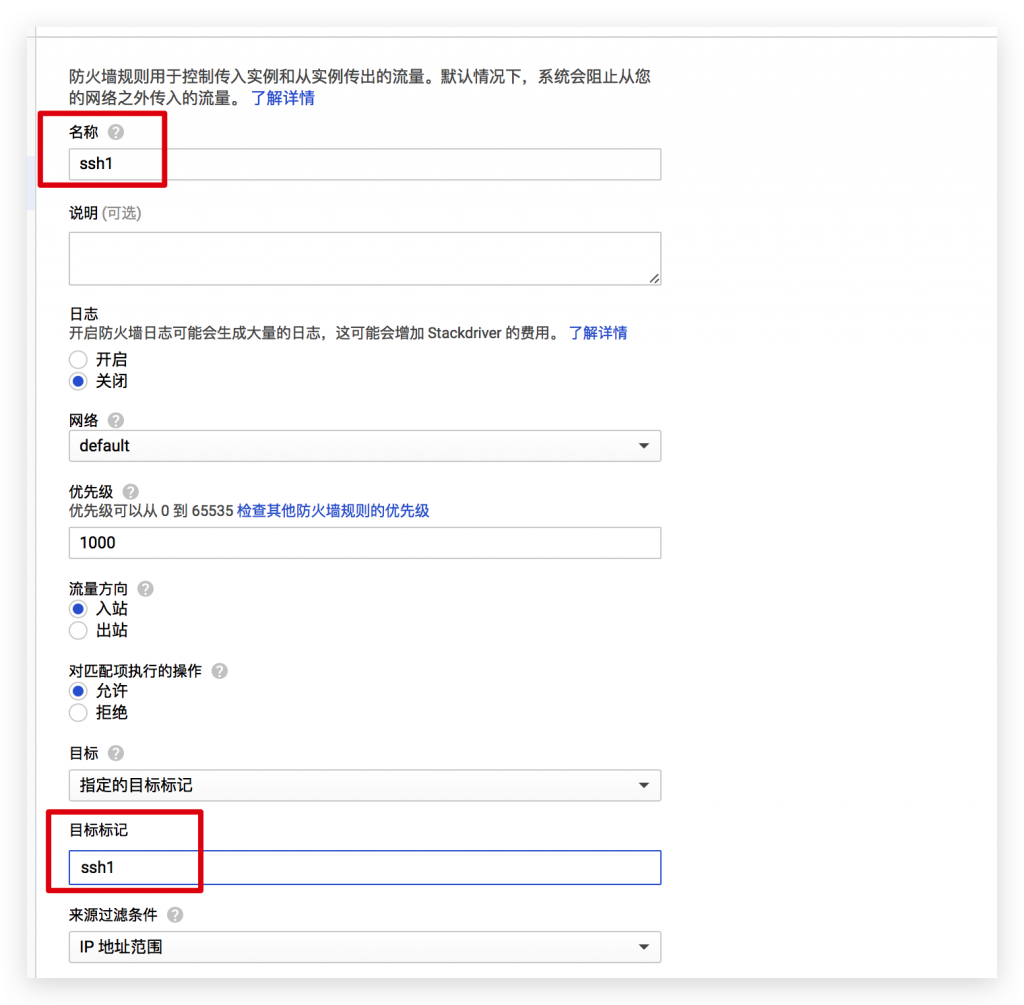 防火墙规则用于控制传入实例和从实例传出的流量。默认情况下，系统会阻止从您
的网络之外传入的流量。 了解详情
名称 ?
ssh1
说明 (可选)
日志
开启防火墙日志可能会生成大量的日志，这可能会增加 Stackdriver 的费用。 了解详情
开启
关闭
网络 ?
default
优先级 ?
优先级可以从 0 到 65535 检查其他防火墙规则的优先级
1000
流量方向 ?
入站
出站
对匹配项执行的操作 ?
允许
拒绝
目标 ?
指定的目标标记
目标标记
ssh1
来源过滤条件 ?
IP 地址范围